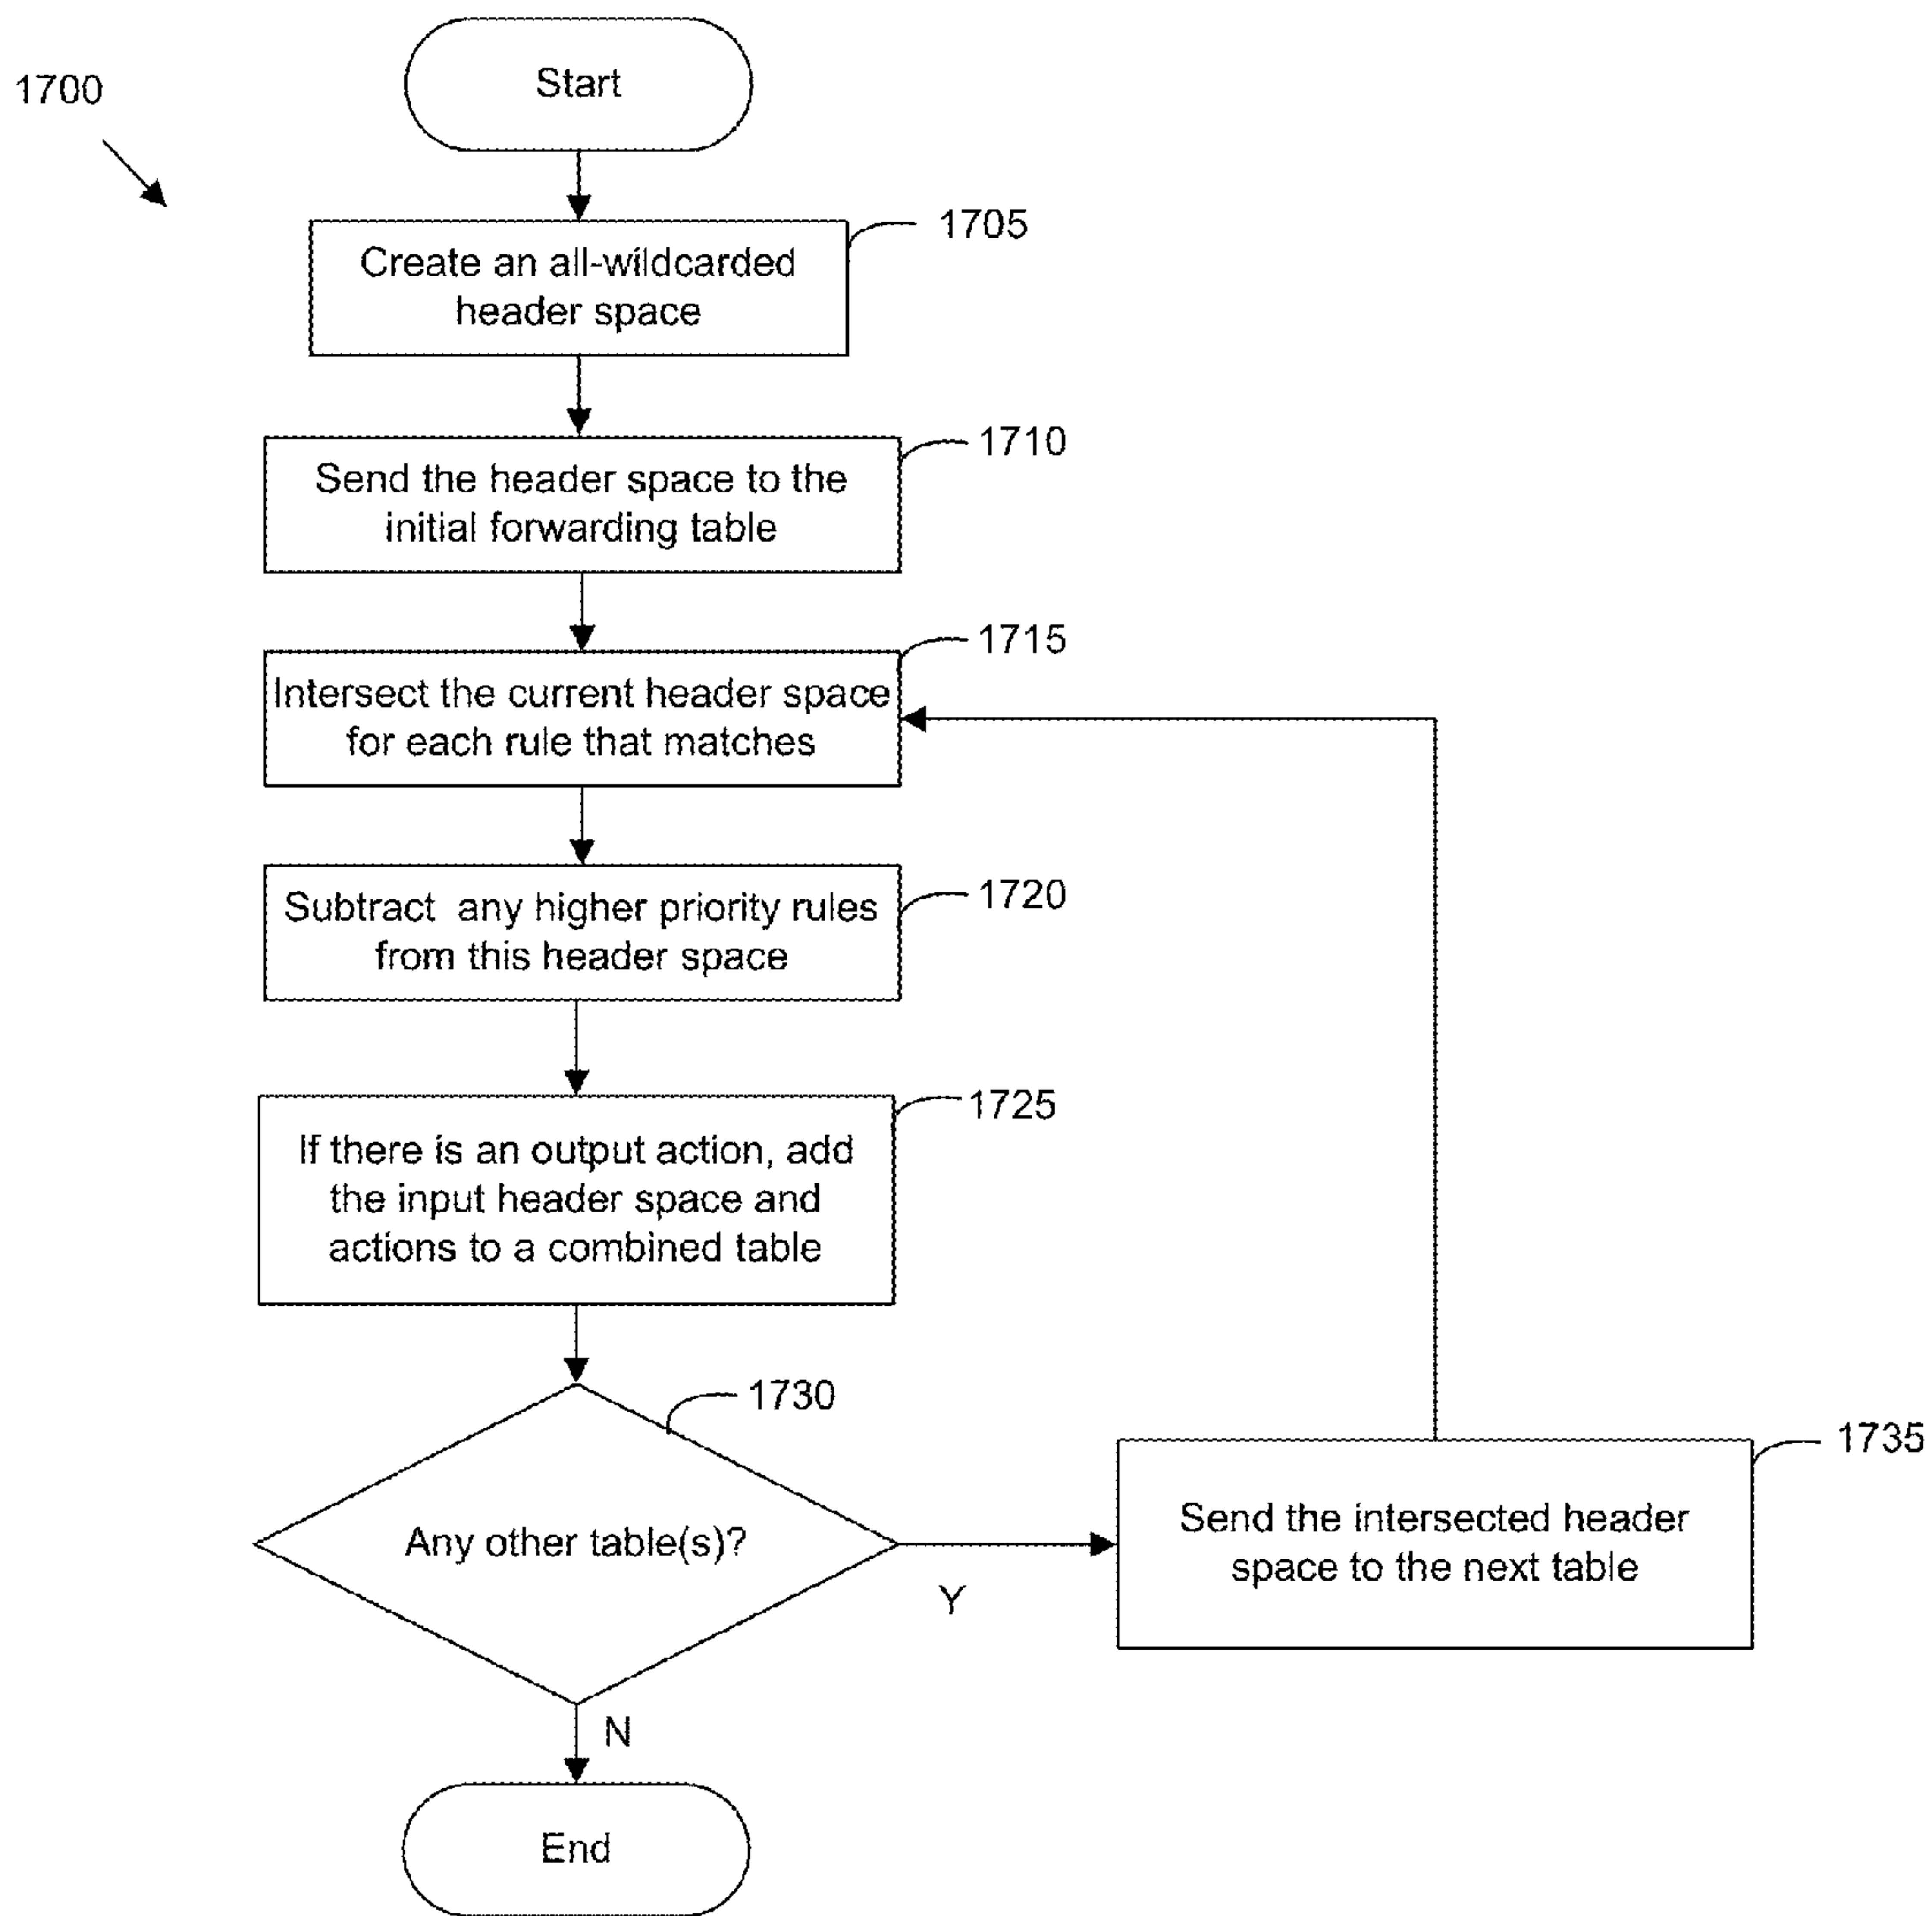 1700
Start
1705
Create an all-wildcarded
header space
1710
Send the header space to the
initial forwarding table
1715
Intersect the current header space
for each rule that matches
1720
Subtract any higher priority rules
from this header space
1725
If there is an output action, add
the input header space and
actions to a combined table
1730
Any other table(s)?
Y
1735
Send the intersected header
space to the next table
N
End